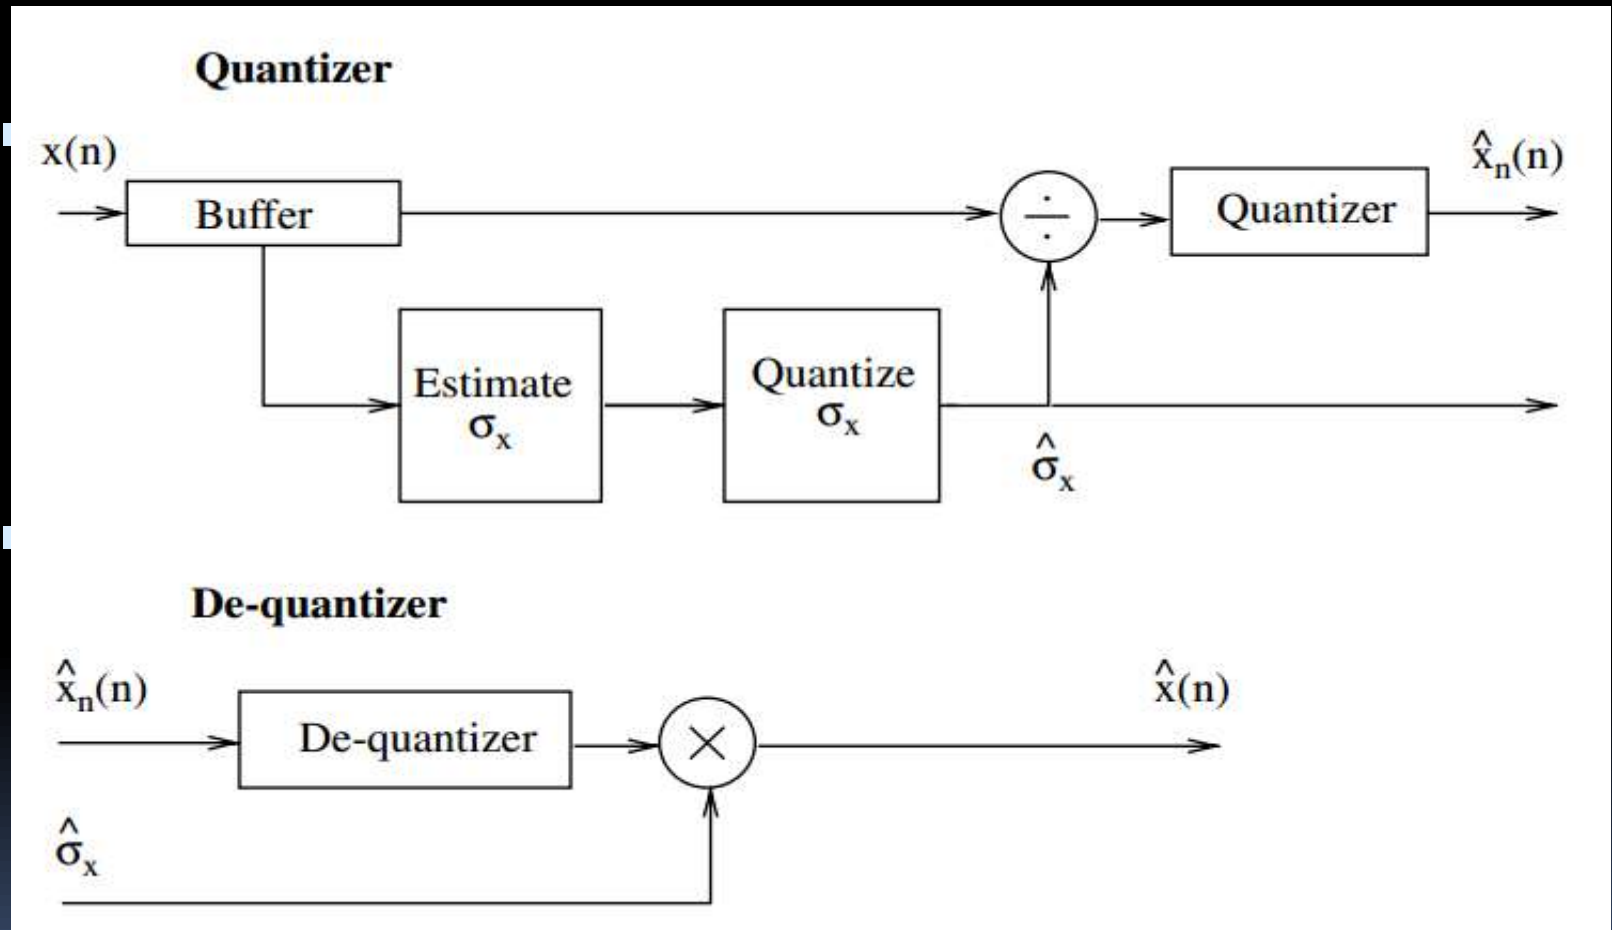 Quantizer
x(n)
Buffer
÷
Quantizer
x̂ₙ(n)
Estimate
σₓ
Quantize
σₓ
σ̂ₓ
De-quantizer
x̂ₙ(n)
De-quantizer
×
x̂(n)
σ̂ₓ